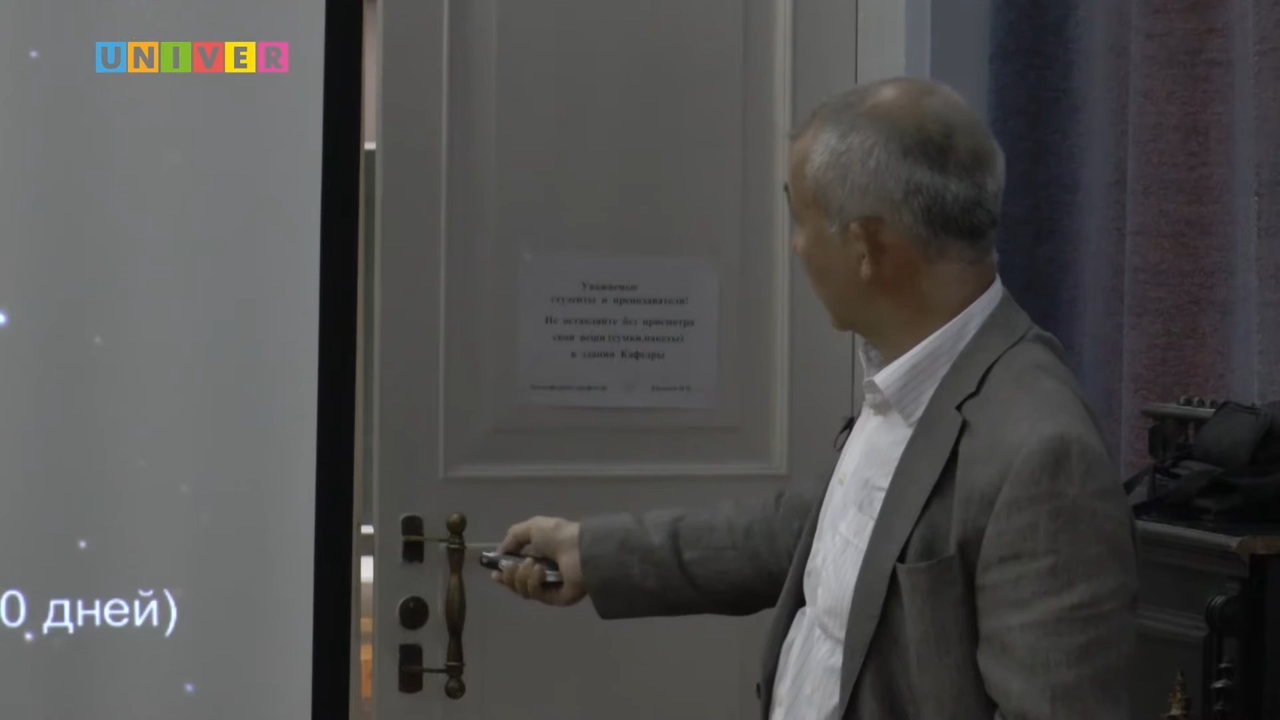 UNIVER
Уважаемые
студенты и преподаватели!
Не оставляйте без присмотра
свои вещи (сумки, пакеты)
в здании Кафедры
0 дней)